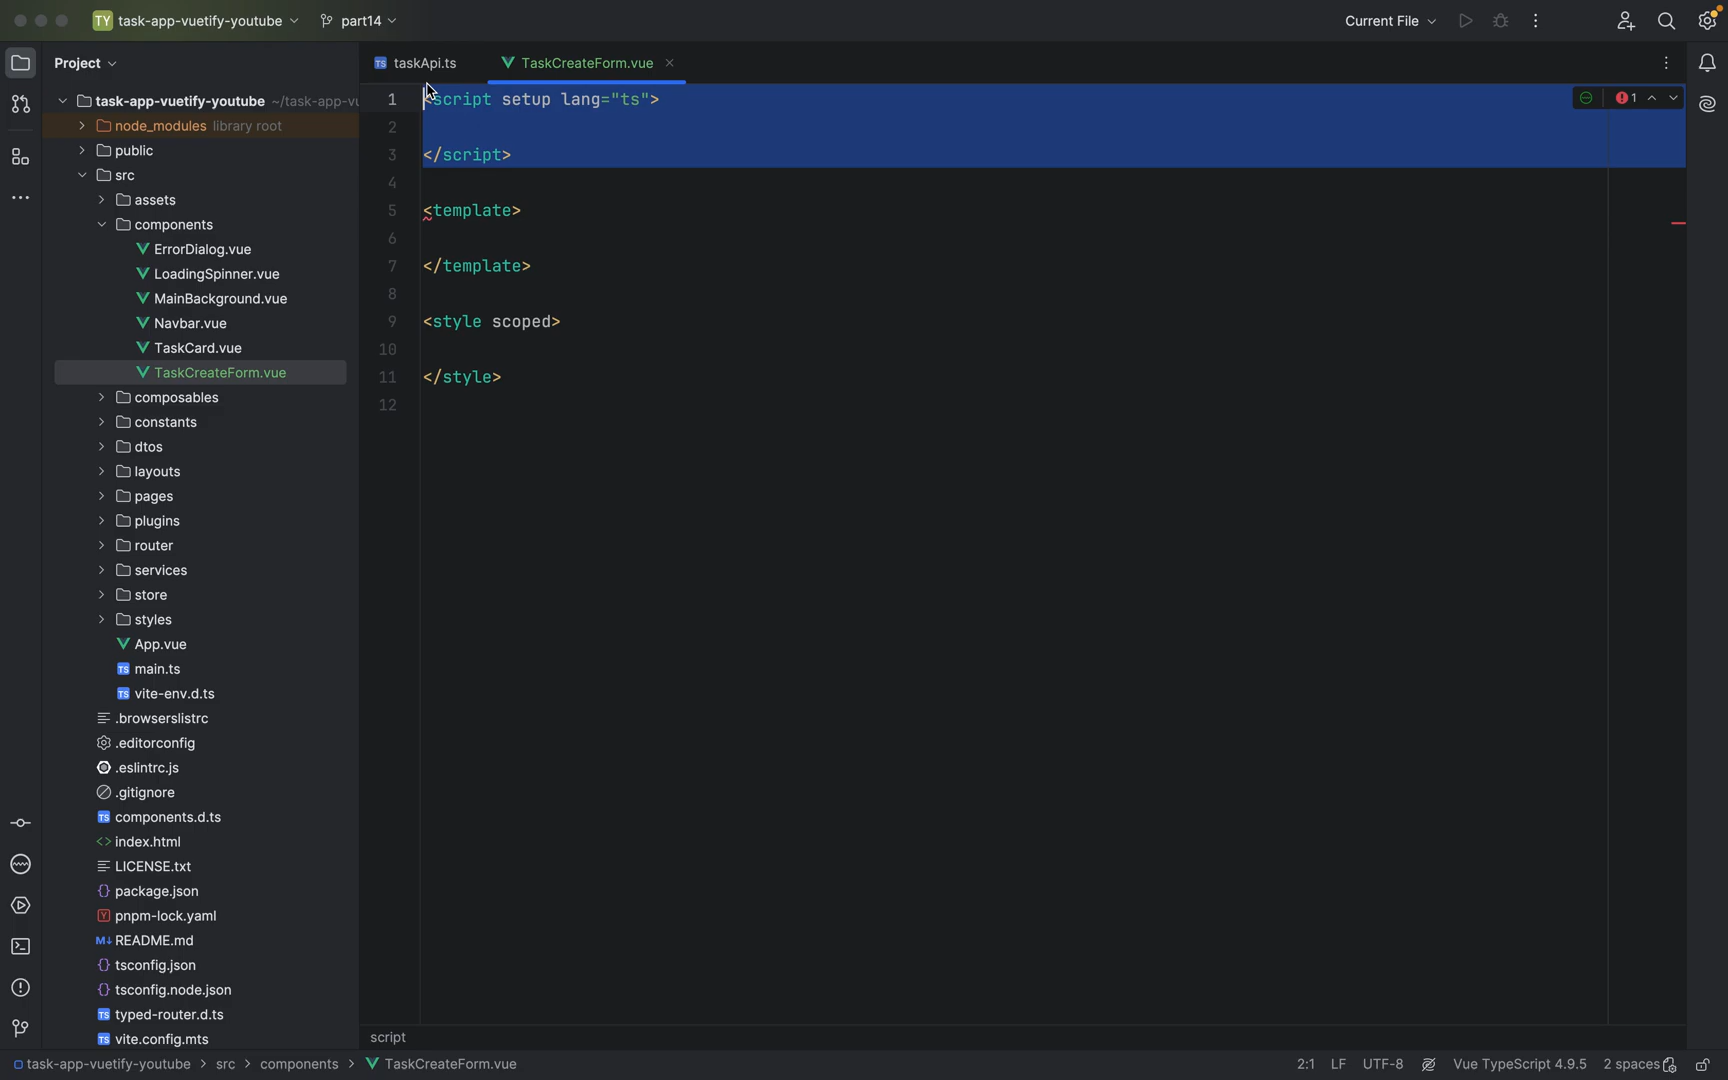 TY task-app-vuetify-youtube part14 Current File
Project
taskApi.ts TaskCreateForm.vue
task-app-vuetify-youtube ~/task-app-vu
node_modules library root
public
src
assets
components
ErrorDialog.vue
LoadingSpinner.vue
MainBackground.vue
Navbar.vue
TaskCard.vue
TaskCreateForm.vue
composables
constants
dtos
layouts
pages
plugins
router
services
store
styles
App.vue
TS main.ts
TS vite-env.d.ts
.browserslistrc
.editorconfig
.eslintrc.js
.gitignore
TS components.d.ts
<> index.html
LICENSE.txt
{} package.json
Y pnpm-lock.yaml
M↓ README.md
{} tsconfig.json
{} tsconfig.node.json
TS typed-router.d.ts
TS vite.config.mts
1 <script setup lang="ts">
2
3 </script>
4
5 <template>
6
7 </template>
8
9 <style scoped>
10
11 </style>
12
1
script
task-app-vuetify-youtube > src > components > TaskCreateForm.vue
2:1 LF UTF-8 Vue TypeScript 4.9.5 2 spaces